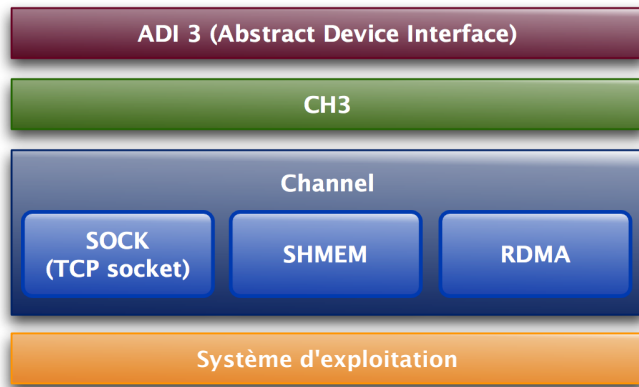 ADI 3 (Abstract Device Interface)
CH3
Channel
SOCK
(TCP socket)
SHMEM
RDMA
Système d'exploitation